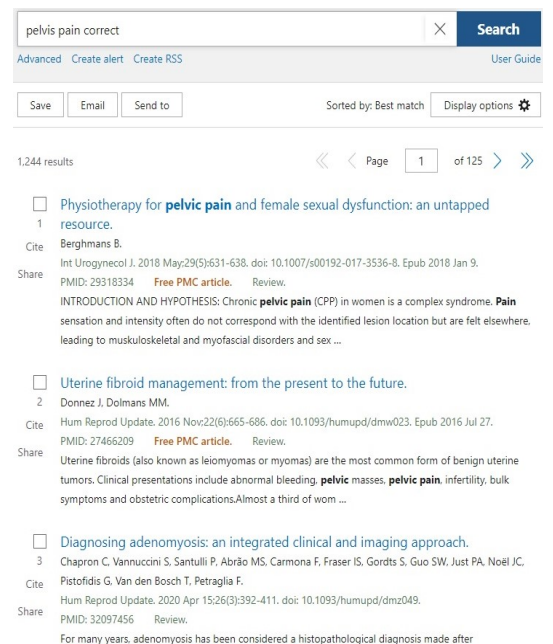 pelvis pain correct
Search
Advanced Create alert Create RSS User Guide
Save Email Send to Sorted by: Best match Display options
1,244 results Page 1 of 125
Physiotherapy for pelvic pain and female sexual dysfunction: an untapped
1 resource.
Cite Berghmans B.
Int Urogynecol J. 2018 May;29(5):631-638. doi: 10.1007/s00192-017-3536-8. Epub 2018 Jan 9.
Share PMID: 29318334 Free PMC article. Review.
INTRODUCTION AND HYPOTHESIS: Chronic pelvic pain (CPP) in women is a complex syndrome. Pain
sensation and intensity often do not correspond with the identified lesion location but are felt elsewhere,
leading to muskuloskeletal and myofascial disorders and sex ...
Uterine fibroid management: from the present to the future.
2 Donnez J, Dolmans MM.
Cite Hum Reprod Update. 2016 Nov;22(6):665-686. doi: 10.1093/humupd/dmw023. Epub 2016 Jul 27.
PMID: 27466209 Free PMC article. Review.
Share Uterine fibroids (also known as leiomyomas or myomas) are the most common form of benign uterine
tumors. Clinical presentations include abnormal bleeding, pelvic masses, pelvic pain, infertility, bulk
symptoms and obstetric complications.Almost a third of wom ...
Diagnosing adenomyosis: an integrated clinical and imaging approach.
3 Chapron C, Vannuccini S, Santulli P, Abrão MS, Carmona F, Fraser IS, Gordts S, Guo SW, Just PA, Noël JC,
Cite Pistofidis G, Van den Bosch T, Petraglia F.
Hum Reprod Update. 2020 Apr 15;26(3):392-411. doi: 10.1093/humupd/dmz049.
Share PMID: 32097456 Review.
For many years, adenomyosis has been considered a histopathological diagnosis made after